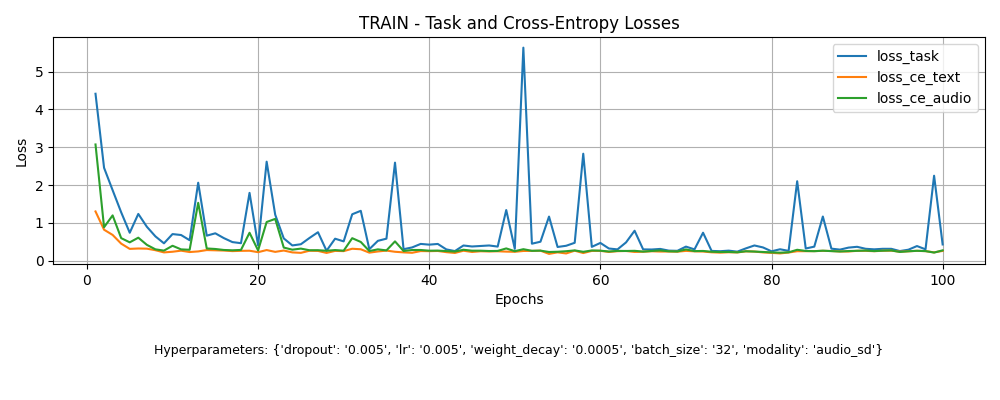 TRAIN - Task and Cross-Entropy Losses
Loss
5
4
3
2
1
0
loss_task
loss_ce_text
loss_ce_audio
0 20 40 60 80 100
Epochs
Hyperparameters: {'dropout': '0.005', 'lr': '0.005', 'weight_decay': '0.0005', 'batch_size': '32', 'modality': 'audio_sd'}